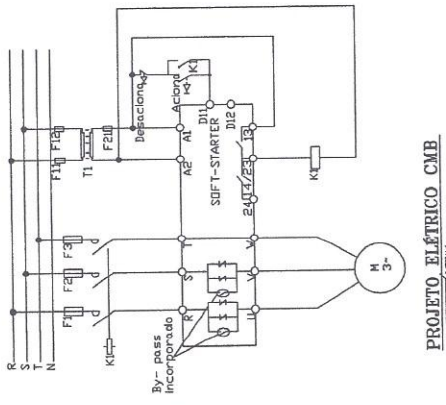 R
S
T
N
F1
F2
F3
F11
F12
T1
F21
K1
Desaciona
Aciona
K1
By- pass
Incorporado
R
S
T
A2
A1
D11
D12
SOFT-STARTER
U
V
24
14/23
13
K1
M
3~
PROJETO ELÉTRICO CMB